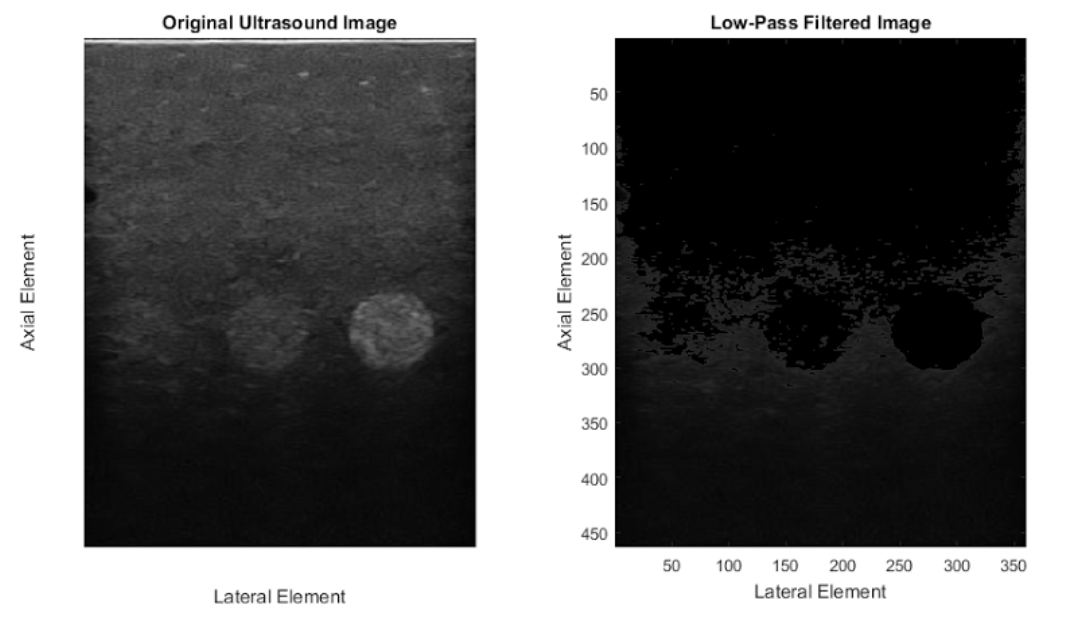 Original Ultrasound Image
Axial Element
Lateral Element
Low-Pass Filtered Image
Axial Element
50
100
150
200
250
300
350
400
450
50 100 150 200 250 300 350
Lateral Element